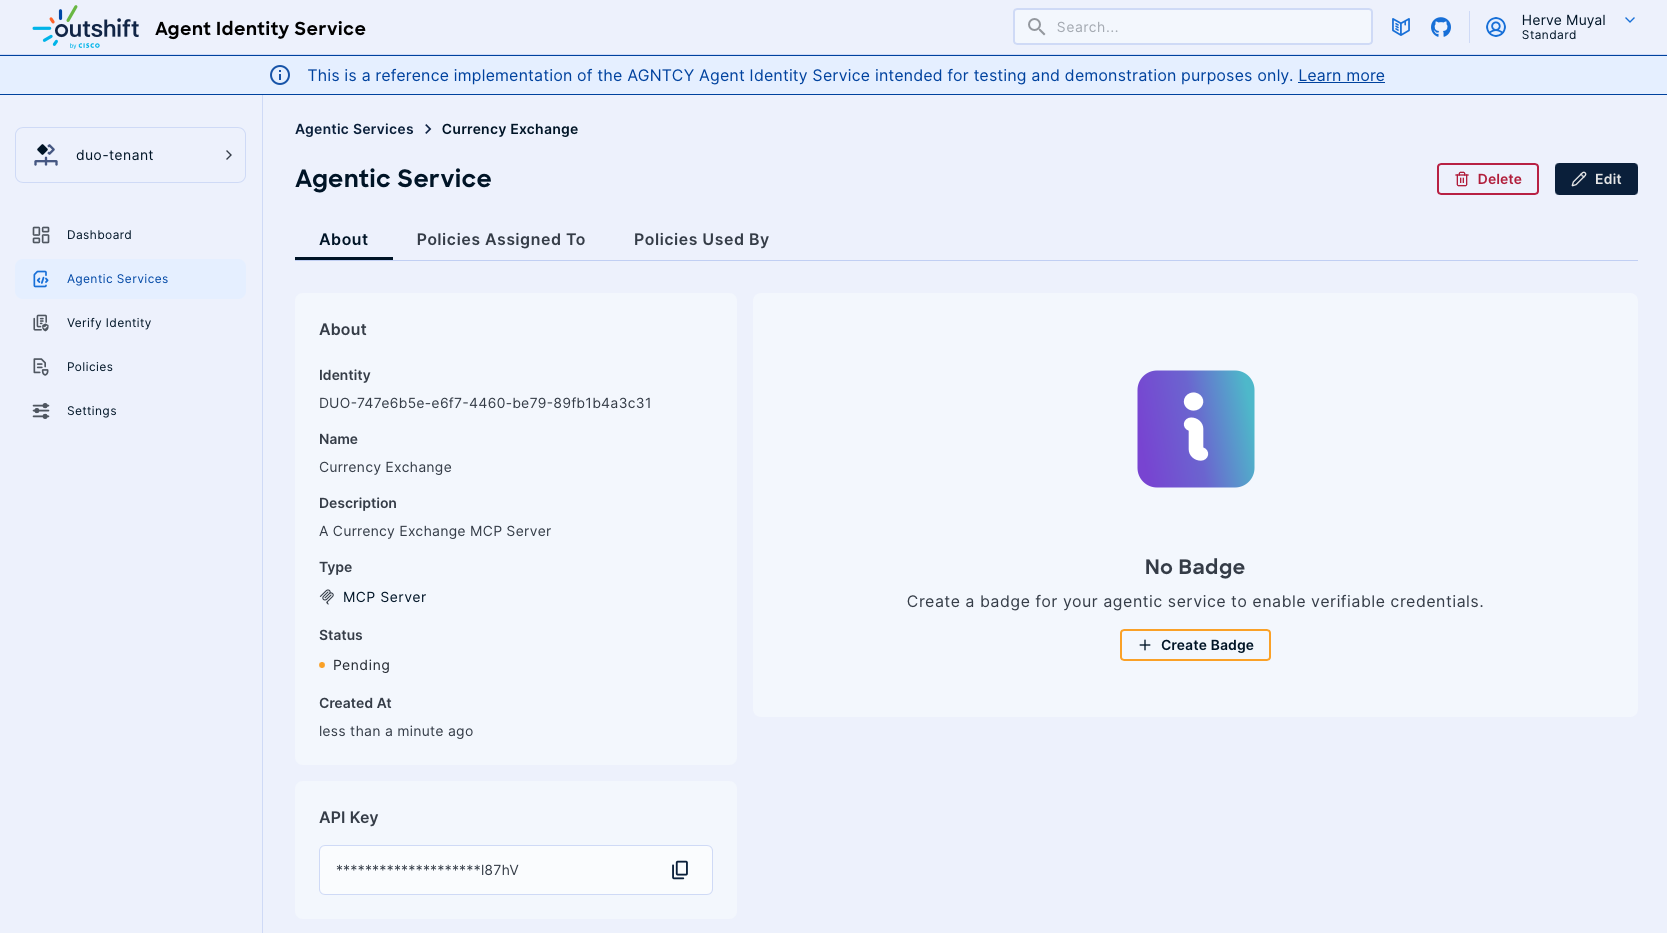 outshift
by CISCO
Agent Identity Service
Search...
Herve Muyal
Standard
This is a reference implementation of the AGNTCY Agent Identity Service intended for testing and demonstration purposes only. Learn more
duo-tenant
Dashboard
Agentic Services
Verify Identity
Policies
Settings
Agentic Services > Currency Exchange
Agentic Service
Delete
Edit
About
Policies Assigned To
Policies Used By
About
Identity
DUO-747e6b5e-e6f7-4460-be79-89fb1b4a3c31
Name
Currency Exchange
Description
A Currency Exchange MCP Server
Type
MCP Server
Status
Pending
Created At
less than a minute ago
API Key
********************l87hV
No Badge
Create a badge for your agentic service to enable verifiable credentials.
Create Badge